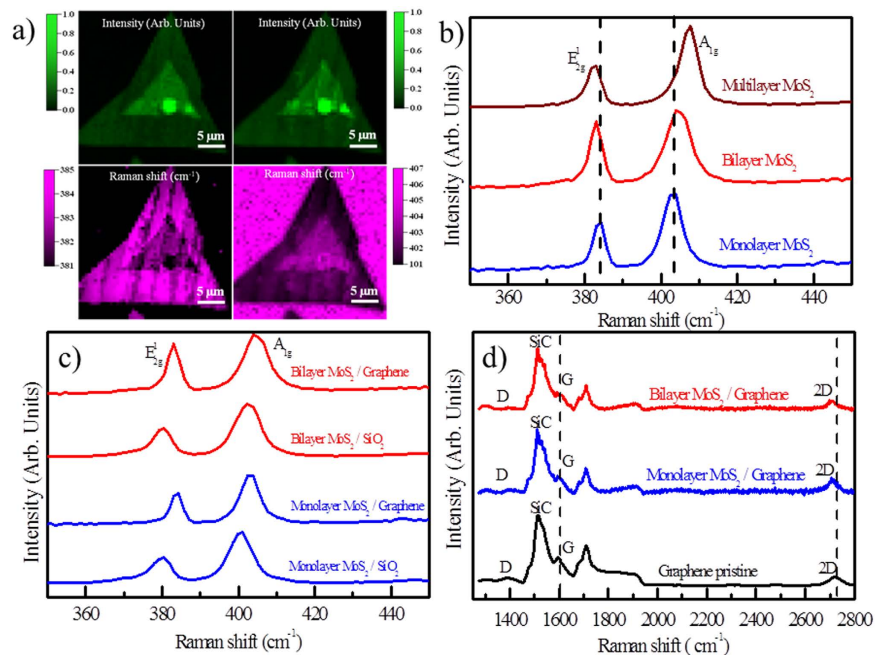 a)
Intensity (Arb. Units)
Intensity (Arb. Units)
1.0
0.8
0.6
0.4
0.2
0.0
1.0
0.8
0.6
0.4
0.2
0.0
5 μm
5 μm
Raman shift (cm⁻¹)
Raman shift (cm⁻¹)
385
384
383
382
381
407
406
405
404
403
402
101
5 μm
5 μm
b)
E¹2g
A1g
Multilayer MoS₂
Bilayer MoS₂
Monolayer MoS₂
Intensity (Arb. Units)
360 380 400 420 440
Raman shift (cm⁻¹)
c)
E¹2g
A1g
Bilayer MoS₂ / Graphene
Bilayer MoS₂ / SiO₂
Monolayer MoS₂ / Graphene
Monolayer MoS₂ / SiO₂
Intensity (Arb. Units)
360 380 400 420 440
Raman shift (cm⁻¹)
d)
SiC
D
G
Bilayer MoS₂ / Graphene
2D
SiC
D
G
Monolayer MoS₂ / Graphene
2D
SiC
D
G
Graphene pristine
2D
Intensity (Arb. Units)
1400 1600 1800 2000 2200 2400 2600 2800
Raman shift ( cm⁻¹)